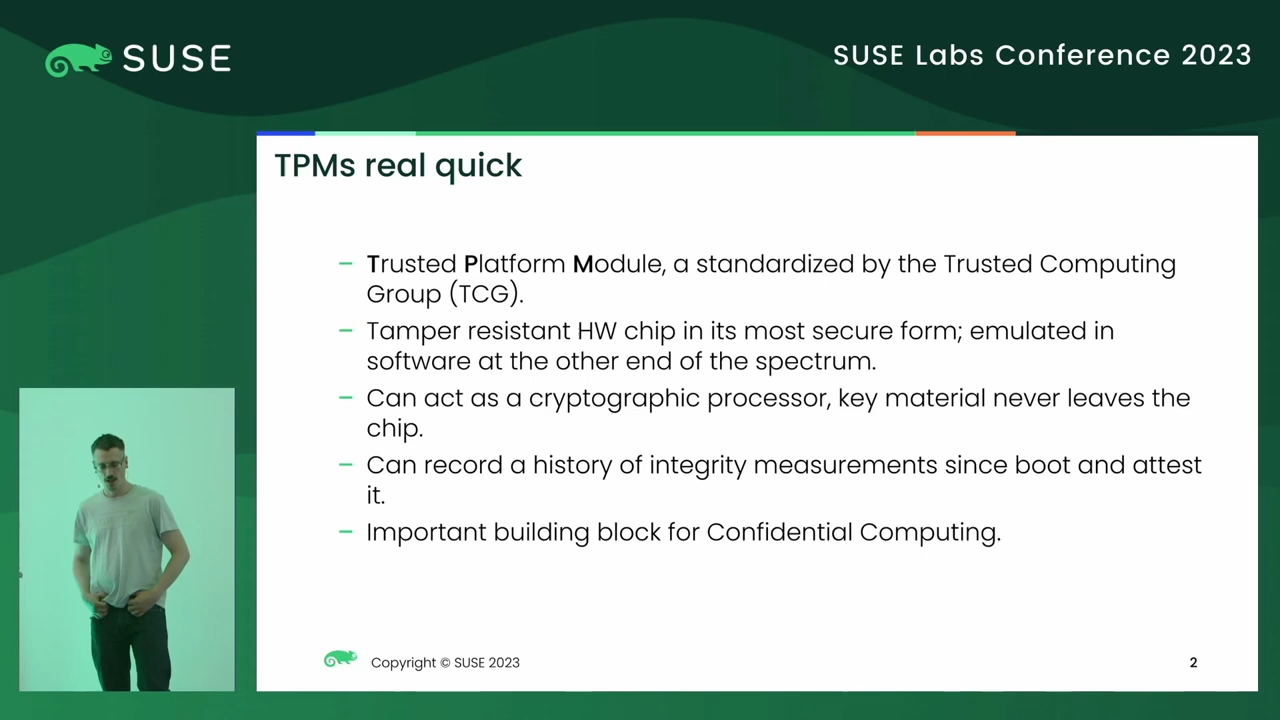 SUSE
SUSE Labs Conference 2023
TPMs real quick
– Trusted Platform Module, a standardized by the Trusted Computing
Group (TCG).
– Tamper resistant HW chip in its most secure form; emulated in
software at the other end of the spectrum.
– Can act as a cryptographic processor, key material never leaves the
chip.
– Can record a history of integrity measurements since boot and attest
it.
– Important building block for Confidential Computing.
Copyright © SUSE 2023
2